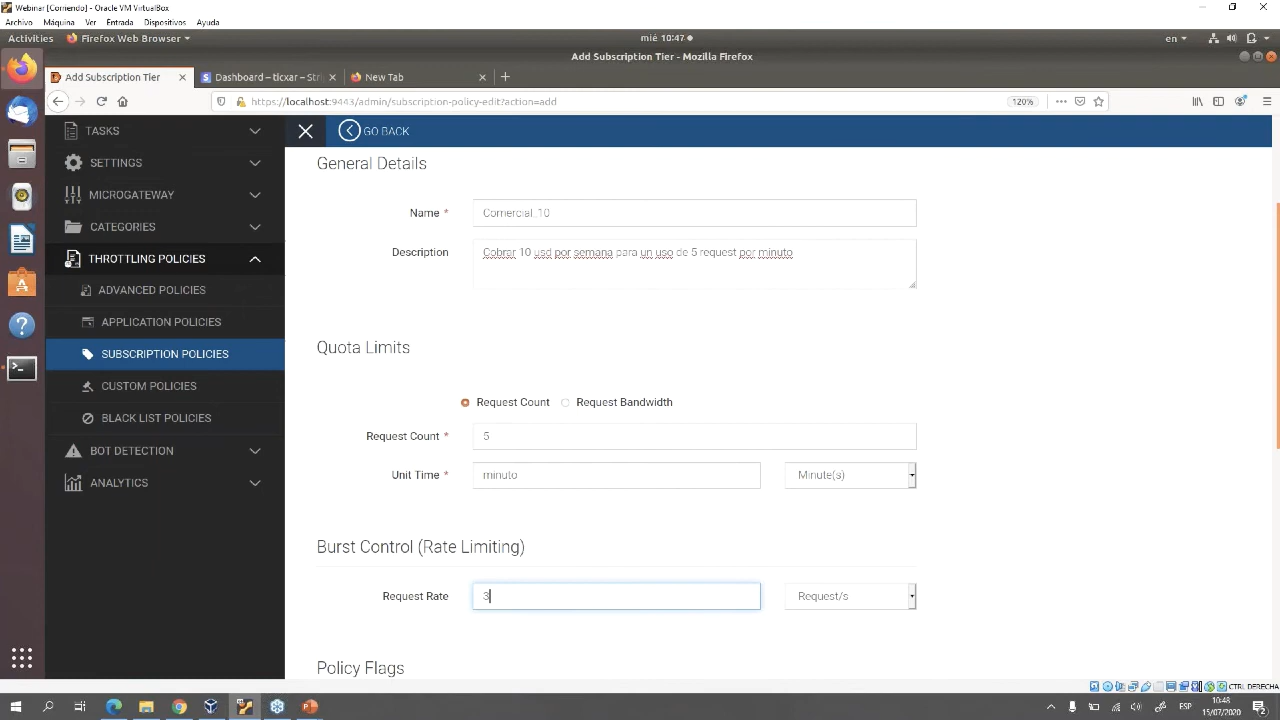 Webinar [Corriendo] - Oracle VM VirtualBox
Archivo Máquina Ver Entrada Dispositivos Ayuda
Activities Firefox Web Browser mié 10:47 en
Add Subscription Tier - Mozilla Firefox
Add Subscription Tier Dashboard – ticxar – Stri New Tab
https://localhost:9443/admin/subscription-policy-edit?action=add 120%
TASKS
GO BACK
General Details
SETTINGS
MICROGATEWAY
Name * Comercial_10
CATEGORIES
Description Cobrar 10 usd por semana para un uso de 5 request por minuto
THROTTLING POLICIES
ADVANCED POLICIES
APPLICATION POLICIES
Quota Limits
SUBSCRIPTION POLICIES
CUSTOM POLICIES
Request Count Request Bandwidth
BLACK LIST POLICIES
Request Count * 5
BOT DETECTION
Unit Time * minuto Minute(s)
ANALYTICS
Burst Control (Rate Limiting)
Request Rate 3 Request/s
Policy Flags
CTRL DERECHA
ESP 10:48
15/07/2020 2